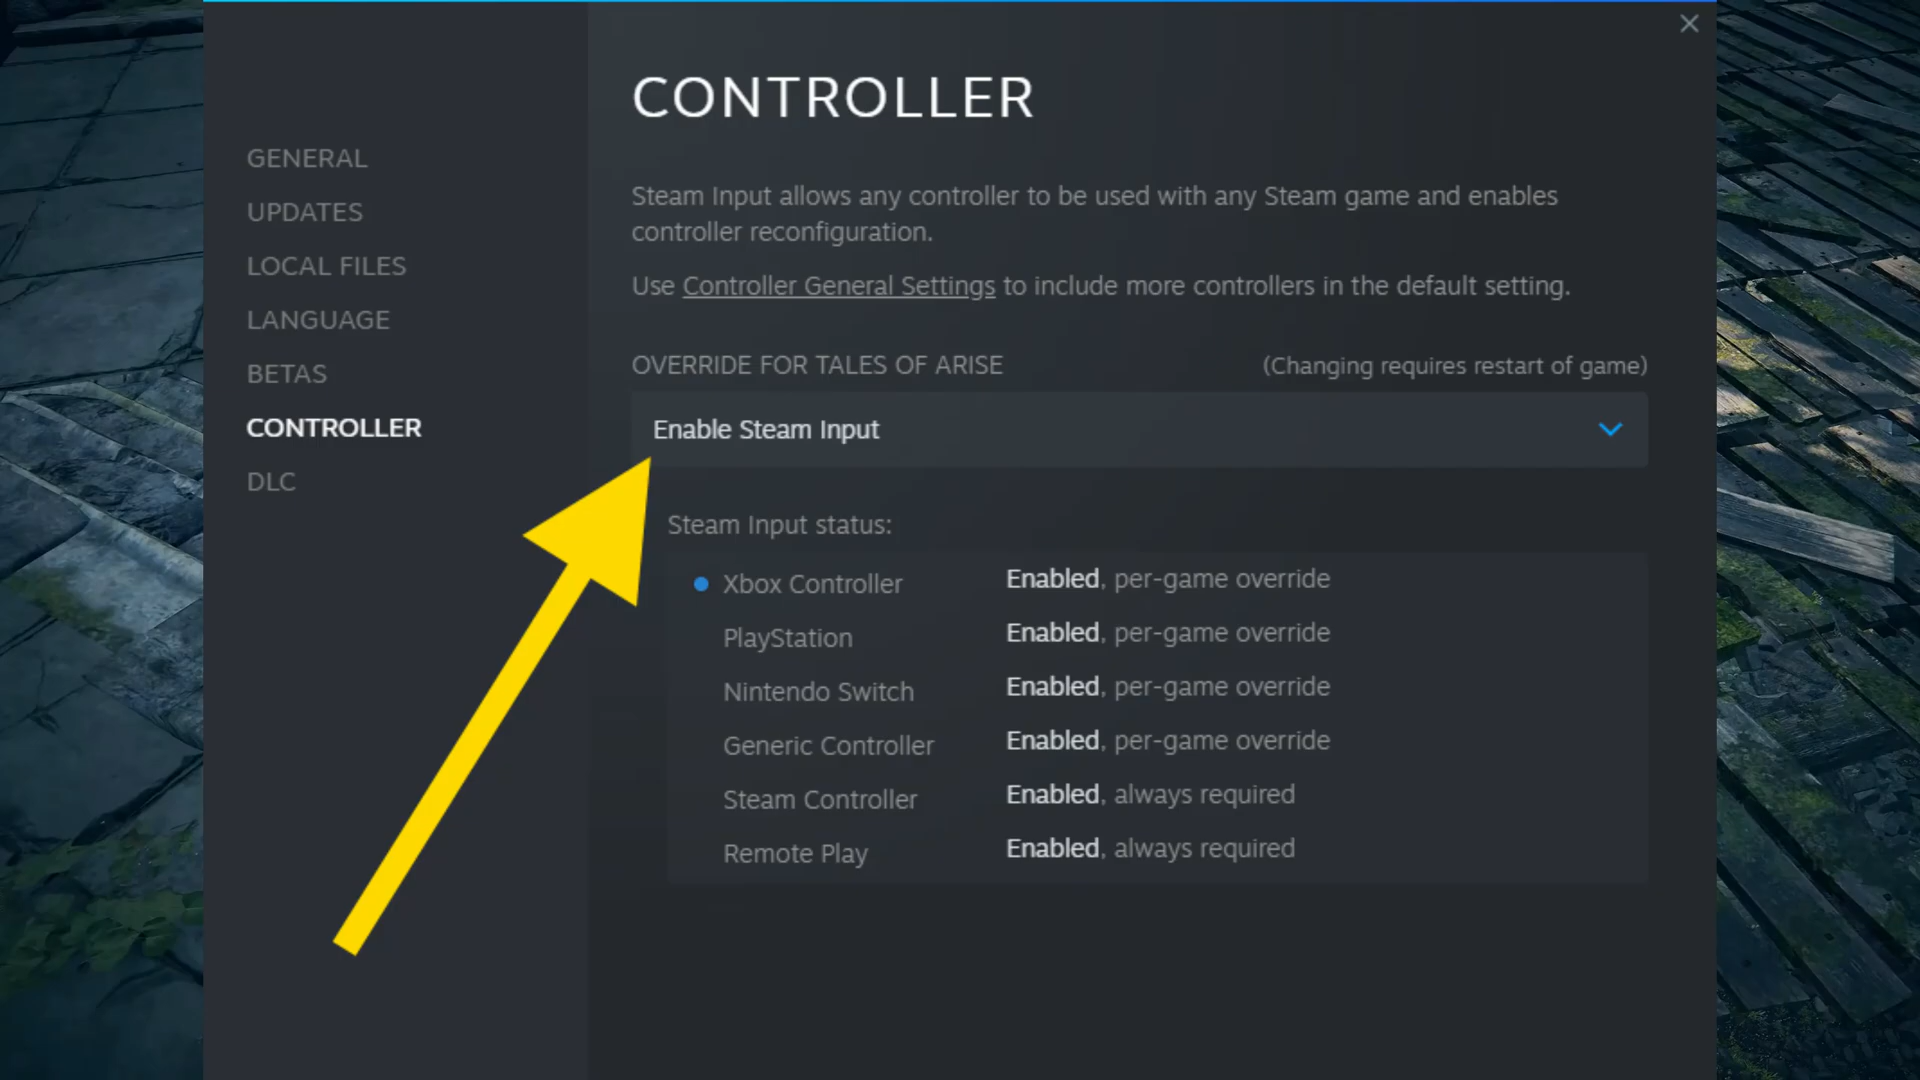 CONTROLLER
GENERAL
UPDATES
LOCAL FILES
LANGUAGE
BETAS
CONTROLLER
DLC
Steam Input allows any controller to be used with any Steam game and enables
controller reconfiguration.
Use Controller General Settings to include more controllers in the default setting.
OVERRIDE FOR TALES OF ARISE (Changing requires restart of game)
Enable Steam Input
Steam Input status:
Xbox Controller Enabled, per-game override
PlayStation Enabled, per-game override
Nintendo Switch Enabled, per-game override
Generic Controller Enabled, per-game override
Steam Controller Enabled, always required
Remote Play Enabled, always required